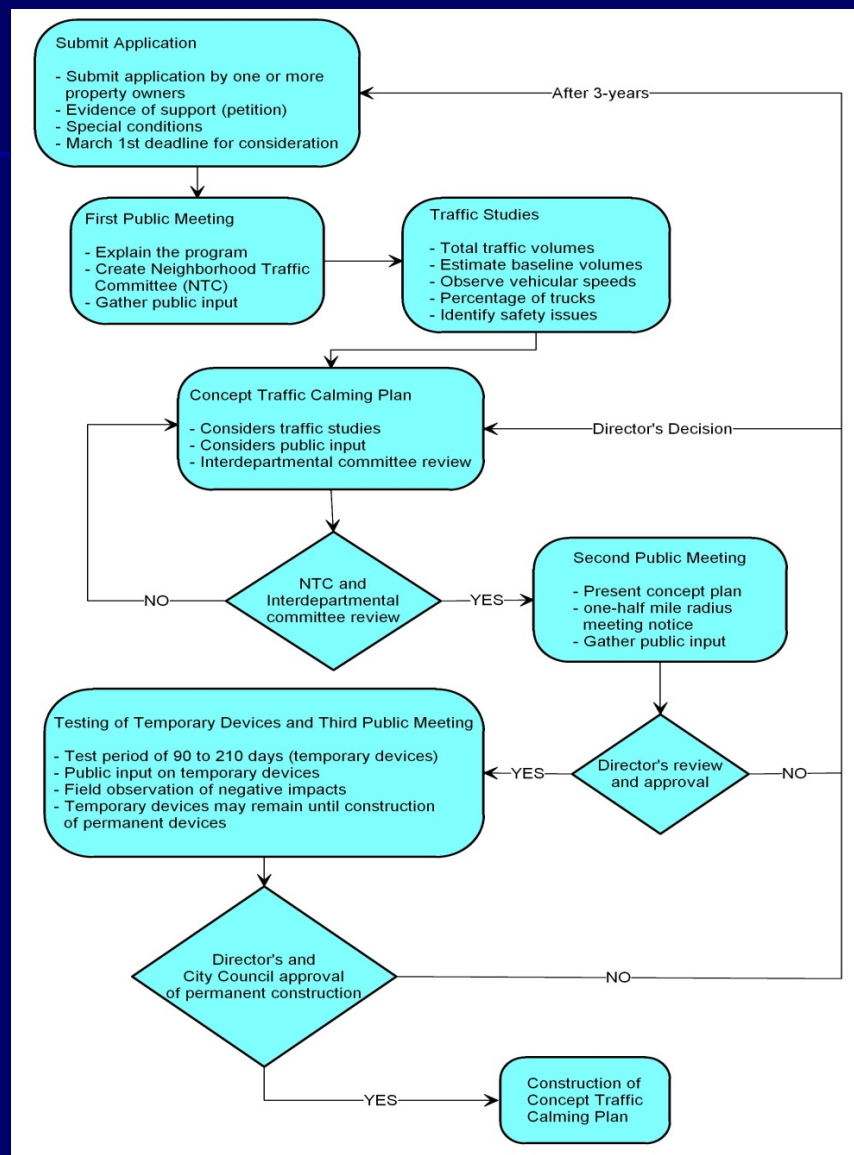 Submit Application
- Submit application by one or more
property owners
- Evidence of support (petition)
- Special conditions
- March 1st deadline for consideration
After 3-years
First Public Meeting
- Explain the program
- Create Neighborhood Traffic
Committee (NTC)
- Gather public input
Traffic Studies
- Total traffic volumes
- Estimate baseline volumes
- Observe vehicular speeds
- Percentage of trucks
- Identify safety issues
Concept Traffic Calming Plan
- Considers traffic studies
- Considers public input
- Interdepartmental committee review
Director's Decision
NO
NTC and
Interdepartmental
committee review
YES
Second Public Meeting
- Present concept plan
- one-half mile radius
meeting notice
- Gather public input
Testing of Temporary Devices and Third Public Meeting
- Test period of 90 to 210 days (temporary devices)
- Public input on temporary devices
- Field observation of negative impacts
- Temporary devices may remain until construction
of permanent devices
YES
Director's review
and approval
NO
Director's and
City Council approval
of permanent construction
NO
YES
Construction of
Concept Traffic
Calming Plan